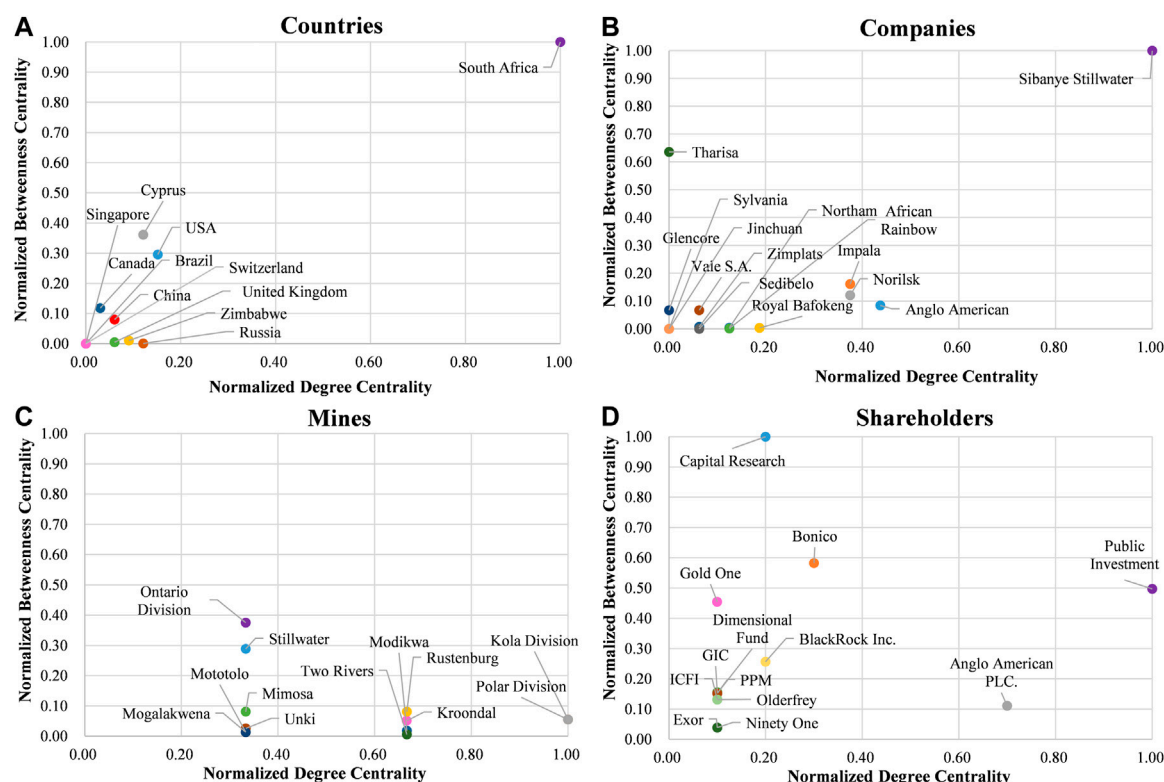 A
Countries
Normalized Betweenness Centrality
1.00
0.90
0.80
0.70
0.60
0.50
0.40
0.30
0.20
0.10
0.00
South Africa
Cyprus
Singapore
USA
Canada
Brazil
Switzerland
China
United Kingdom
Zimbabwe
Russia
0.00 0.20 0.40 0.60 0.80 1.00
Normalized Degree Centrality
B
Companies
Normalized Betweenness Centrality
1.00
0.90
0.80
0.70
0.60
0.50
0.40
0.30
0.20
0.10
0.00
Sibanye Stillwater
Tharisa
Sylvania
Northam
African
Rainbow
Glencore
Jinchuan
Impala
Vaie S.A.
Zimplats
Norilsk
Sedibelo
Royal Bafokeng
Anglo American
0.00 0.20 0.40 0.60 0.80 1.00
Normalized Degree Centrality
C
Mines
Normalized Betweenness Centrality
1.00
0.90
0.80
0.70
0.60
0.50
0.40
0.30
0.20
0.10
0.00
Ontario
Division
Stillwater
Modikwa
Kola Division
Rustenburg
Two Rivers
Mototolo
Polar Division
Mimosa
Mogalakwena
Unki
Kroondal
0.00 0.20 0.40 0.60 0.80 1.00
Normalized Degree Centrality
D
Shareholders
Normalized Betweenness Centrality
1.00
0.90
0.80
0.70
0.60
0.50
0.40
0.30
0.20
0.10
0.00
Capital Research
Bonico
Public
Investment
Gold One
Dimensional
Fund
BlackRock Inc.
GIC
Anglo American
PLC.
ICFI
PPM
Olderfrey
Exor
Ninety One
0.00 0.20 0.40 0.60 0.80 1.00
Normalized Degree Centrality